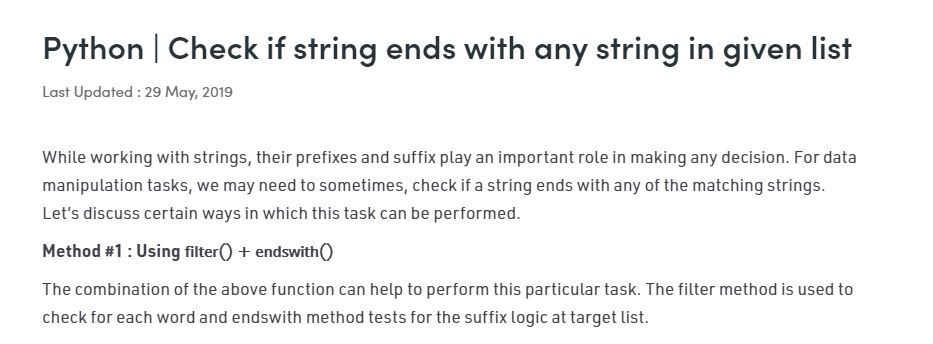 Python | Check if string ends with any string in given list
Last Updated : 29 May, 2019
While working with strings, their prefixes and suffix play an important role in making any decision. For data
manipulation tasks, we may need to sometimes, check if a string ends with any of the matching strings.
Let’s discuss certain ways in which this task can be performed.
Method #1 : Using filter() + endswith()
The combination of the above function can help to perform this particular task. The filter method is used to
check for each word and endswith method tests for the suffix logic at target list.